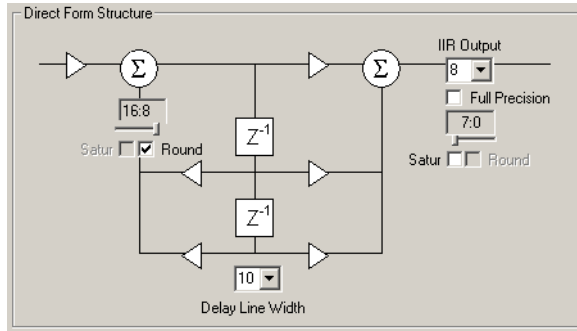 Direct Form Structure
Σ
Σ
IIR Output
8
Full Precision
16:8
7:0
Satur Round
Satur Round
Z-1
Z-1
10
Delay Line Width